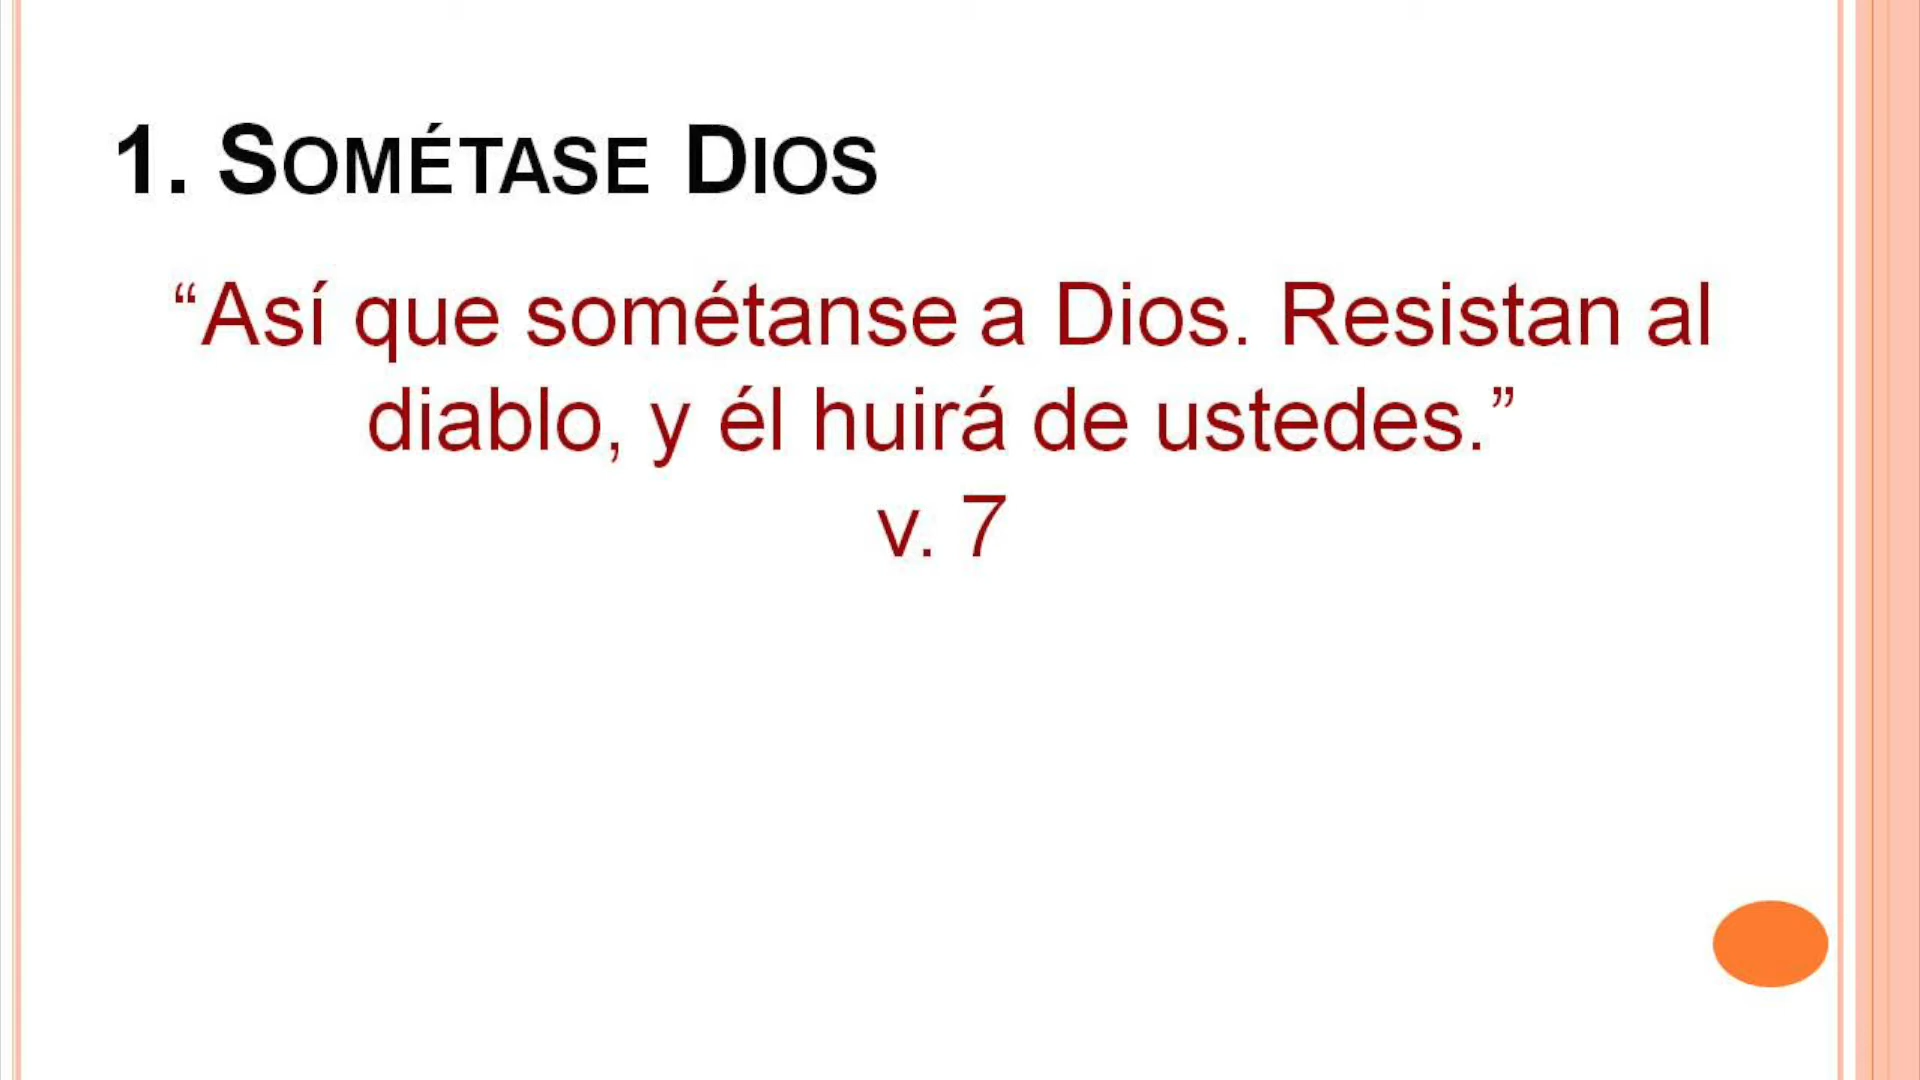 1. SOMÉTASE DIOS
“Así que sométanse a Dios. Resistan al
diablo, y él huirá de ustedes.”
v. 7